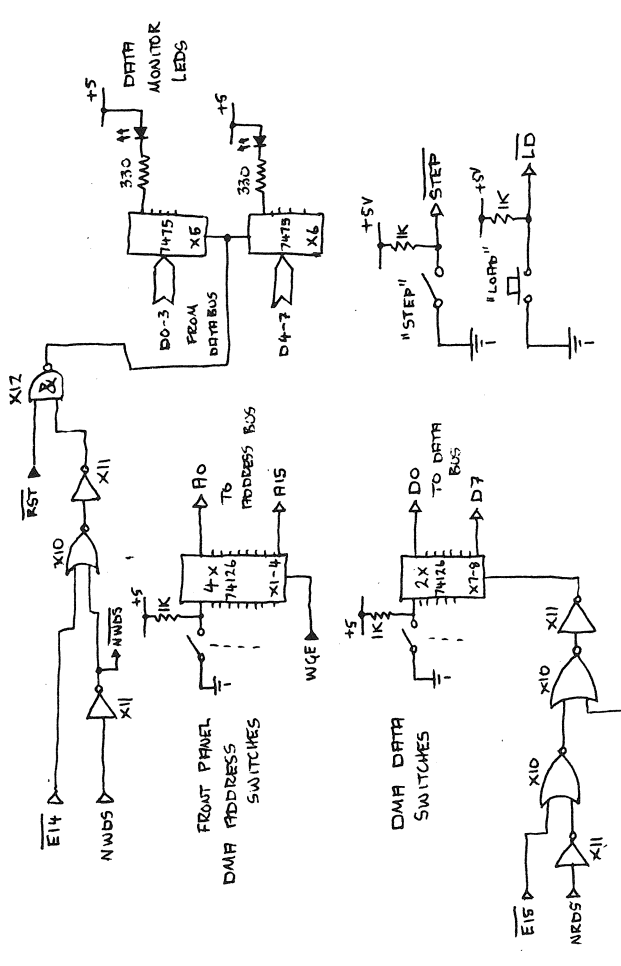 E14
NWDS
X11
NWDS
X10
X11
RST
X12
&
+5
+5
330
330
DATA
MONITOR
LEDS
7475
X5
7475
X6
D0-3
FROM
DATABUS
D4-7
FRONT PANEL
DMA ADDRESS
SWITCHES
+5
1K
4X
74126
X1-4
WGE
A0
TO
ADDRESS BUS
A15
+5V
1K
"STEP"
STEP
+5V
1K
"LOAD"
LD
DMA DATA
SWITCHES
+5
1K
2X
74126
X7-8
D0
TO DATA
BUS
D7
E15
NRDS
X11
X10
X10
X11